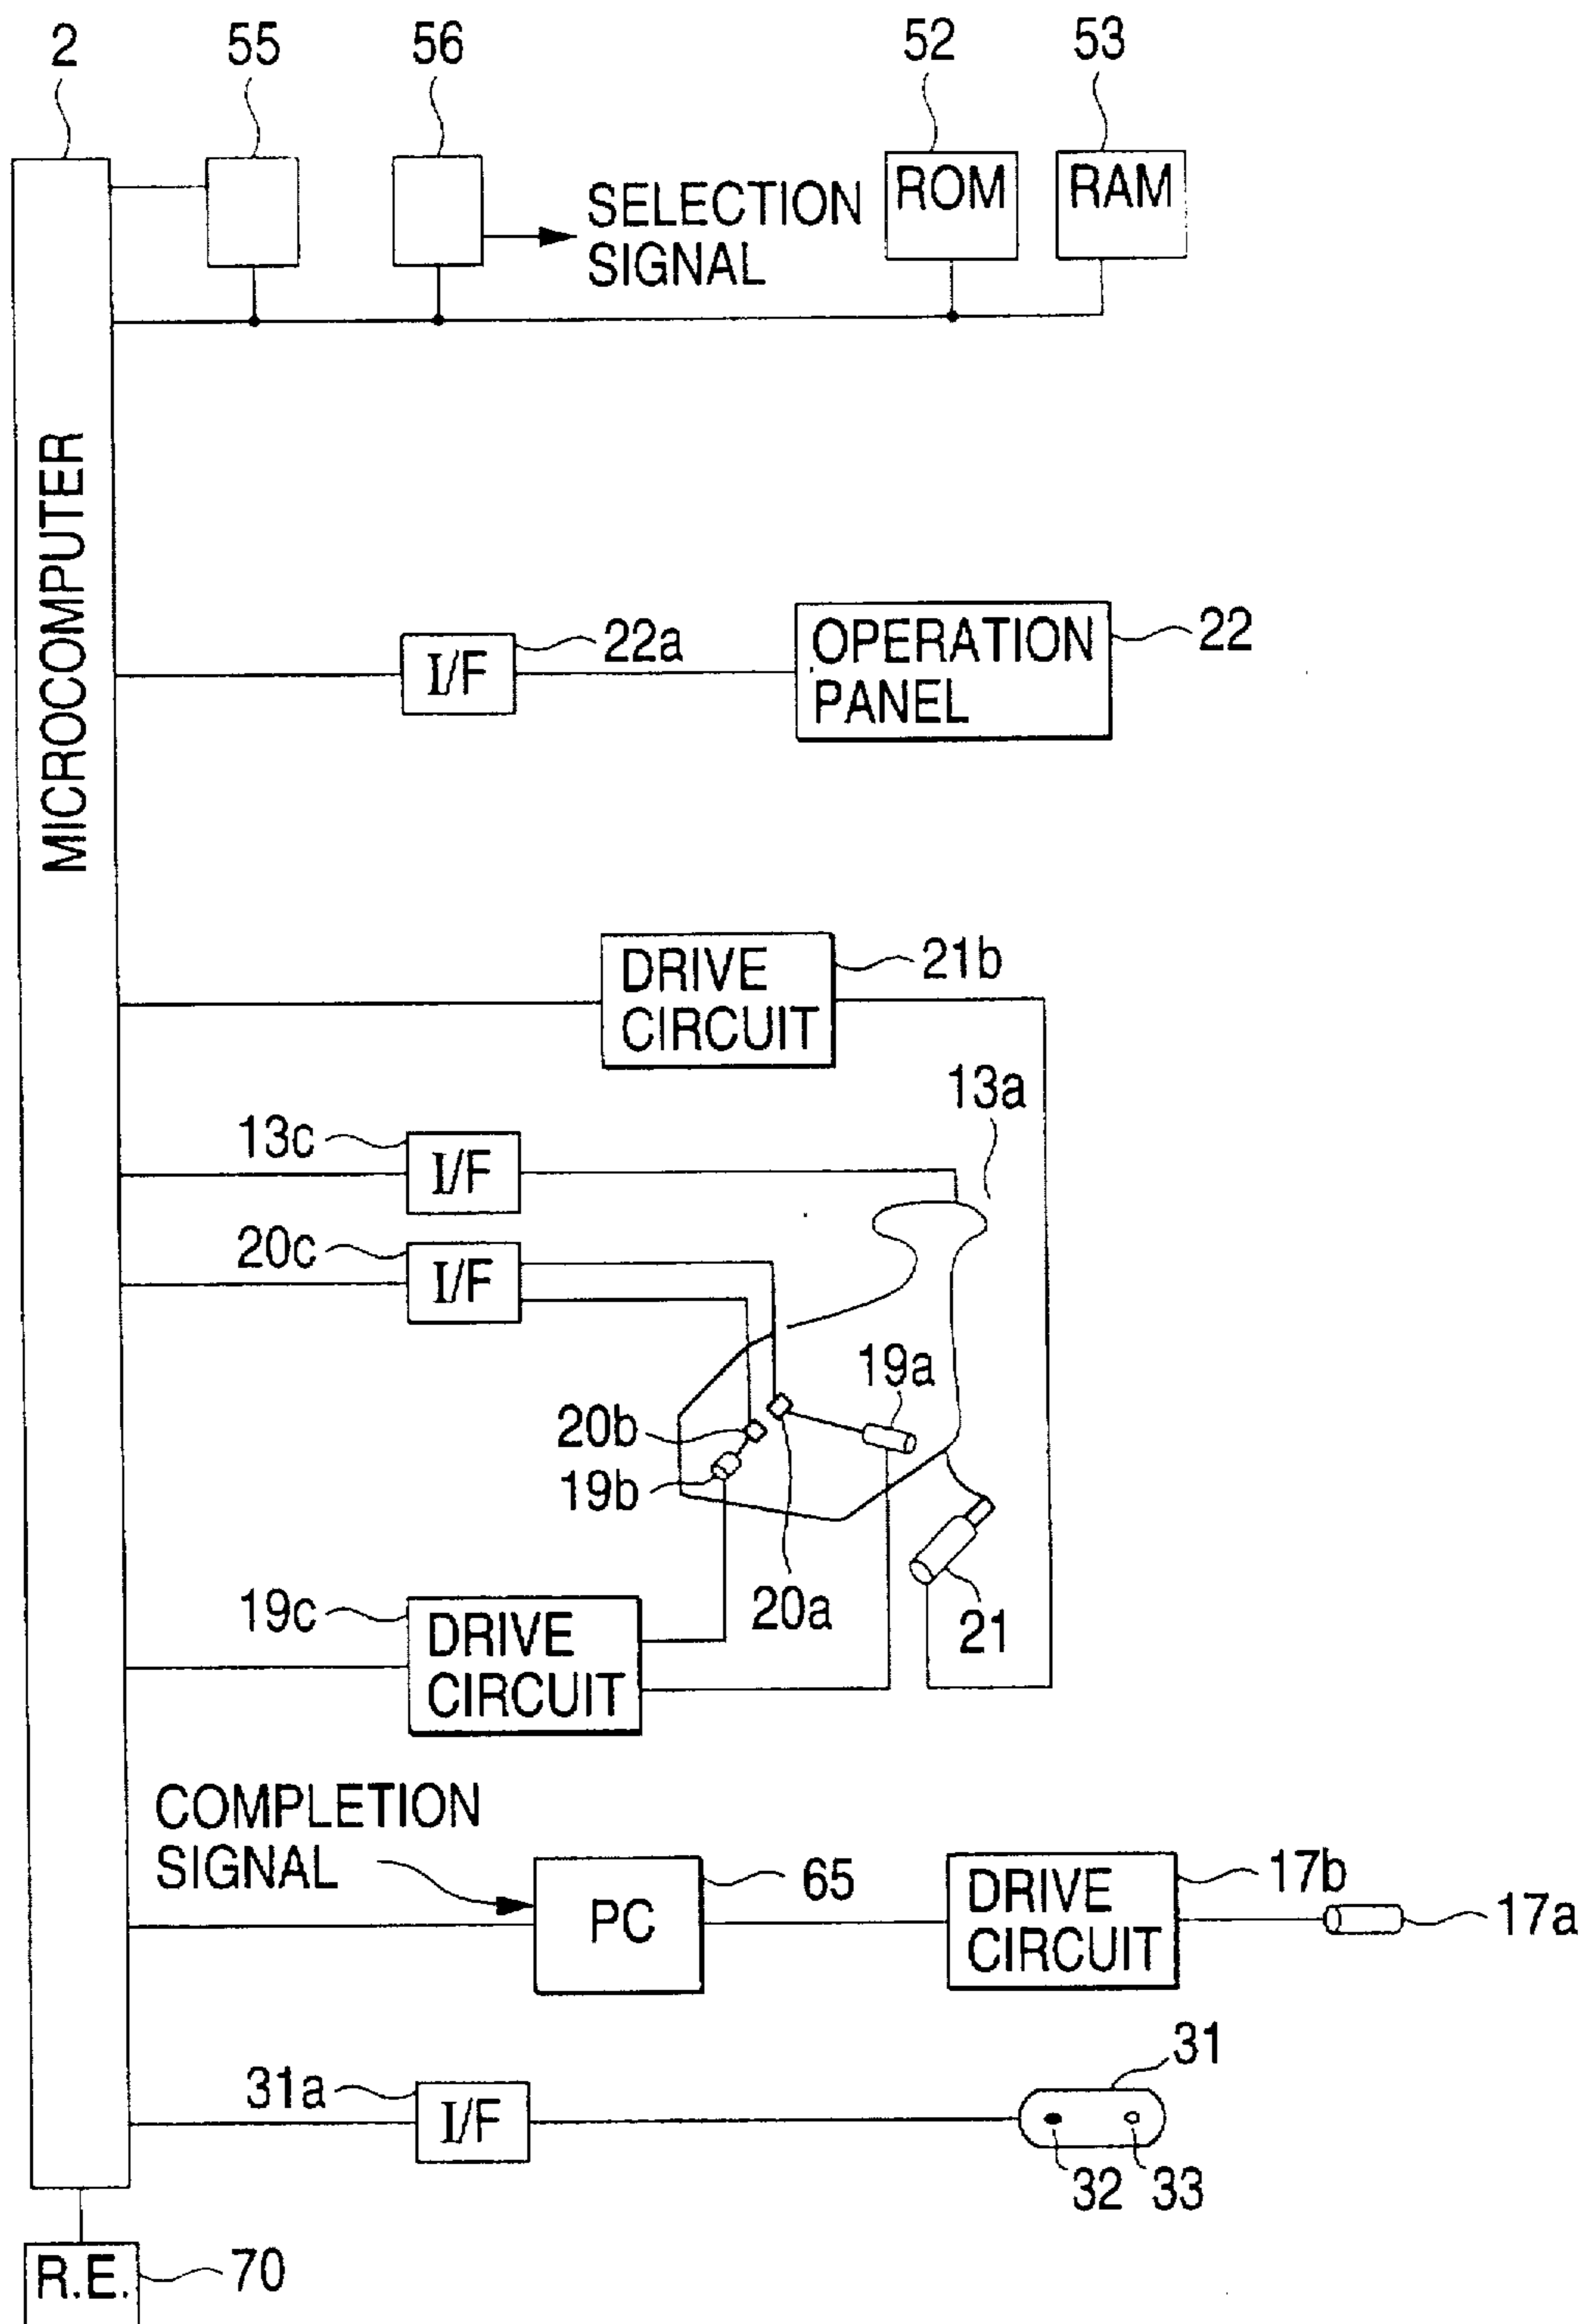 2
55
56
52
53
ROM
RAM
SELECTION
SIGNAL
MICROCOMPUTER
I/F
22a
OPERATION
PANEL
22
DRIVE
CIRCUIT
21b
13a
13c
I/F
20c
I/F
19a
20b
19b
20a
21
19c
DRIVE
CIRCUIT
COMPLETION
SIGNAL
PC
65
DRIVE
CIRCUIT
17b
17a
31
31a
I/F
32
33
R.E.
70